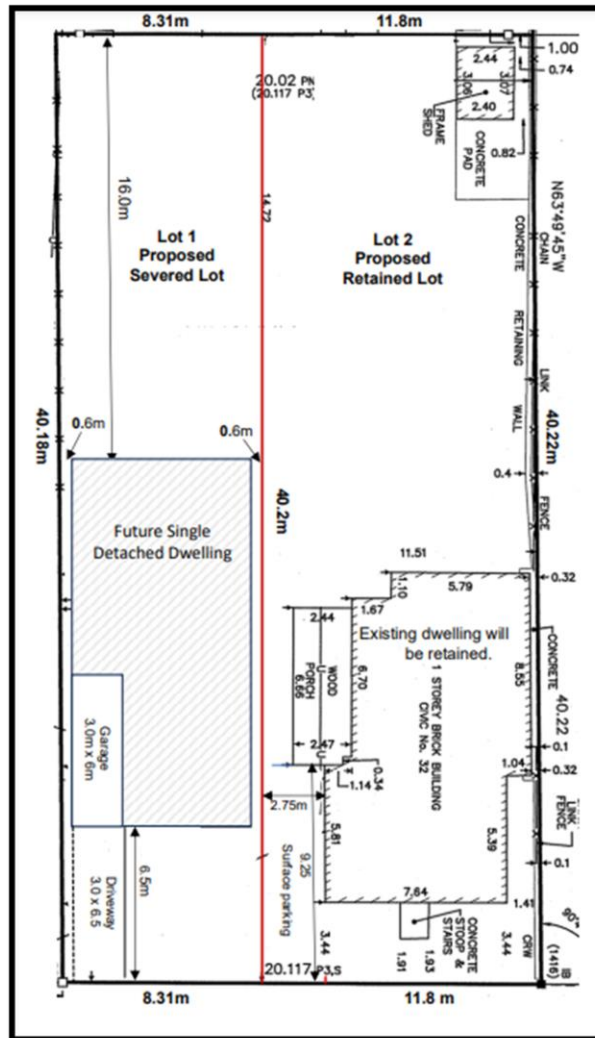 8.31m
11.8m
1.00
2.44
0.74
20.02 PN
(20.117 P3,
3.06
3.07
2.40
FRAME
SHED
CONCRETE
PAD
0.82
16.0m
14.72
N63°49'45"W
CHAIN
LINK
FENCE
CONCRETE
RETAINING
WALL
Lot 1
Proposed
Severed Lot
Lot 2
Proposed
Retained Lot
40.18m
0.6m
0.6m
40.2m
40.22m
0.4
Future Single
Detached Dwelling
11.51
0.32
1.10
5.79
1.67
2.44
Existing dwelling will
be retained.
WOOD
PORCH
6.66
6.70
1 STOREY BRICK BUILDING
CIVIC No. 32
8.55
CONCRETE
40.22
0.1
0.32
2.47
0.34
1.14
1.04
Garage
3.0m x 6m
2.75m
LINK
FENCE
0.1
5.81
5.39
9.25
Surface parking
6.5m
Driveway
3.0 x 6.5
7.64
1.41
3.44
CONCRETE
STOOP &
STAIRS
1.91
1.93
3.44
CRW
90°
IB
(1416)
20.117 P3,S
8.31m
11.8 m